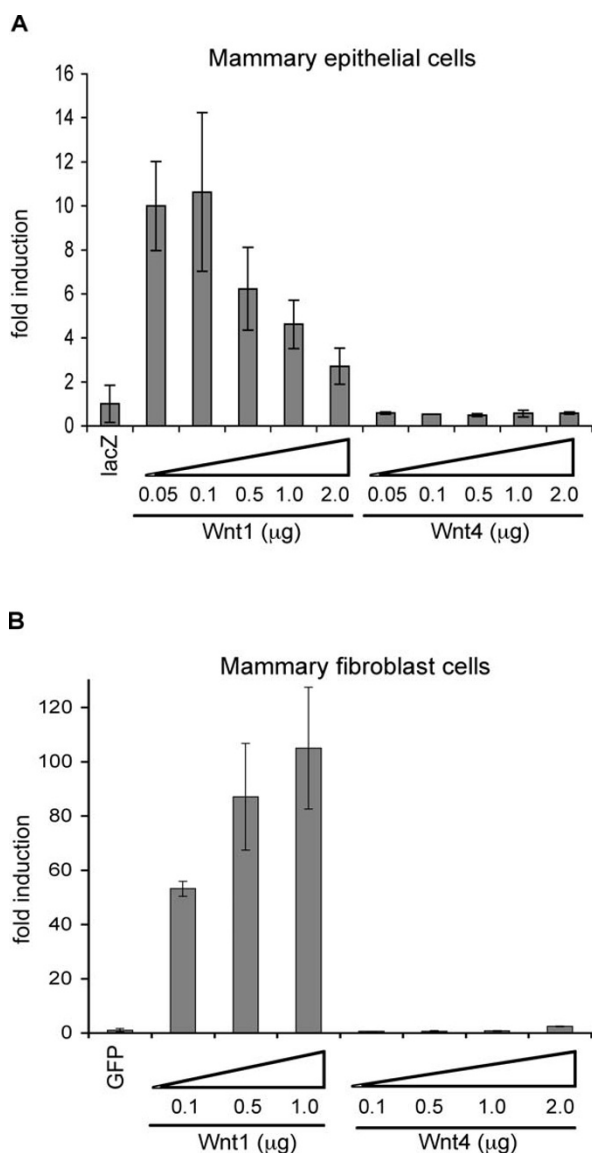 A
Mammary epithelial cells
16
14
12
10
8
6
4
2
0
fold induction
lacZ
0.05 0.1 0.5 1.0 2.0 0.05 0.1 0.5 1.0 2.0
Wnt1 (μg) Wnt4 (μg)
B
Mammary fibroblast cells
120
100
80
60
40
20
0
fold induction
GFP
0.1 0.5 1.0 0.1 0.5 1.0 2.0
Wnt1 (μg) Wnt4 (μg)